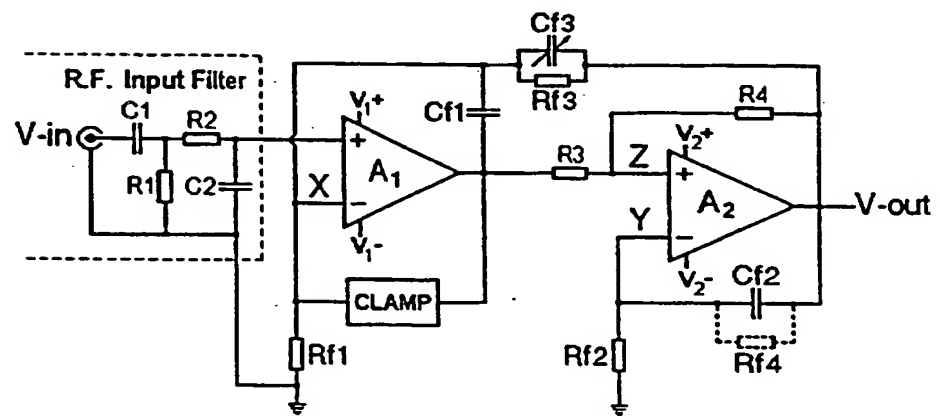 Cf3
R.F. Input Filter
Rf3
C1
R2
V₁+
Cf1
R4
V-in
+
A₁
R3
V₂+
Z
+
R1
C2
X
−
A₂
V-out
Y
−
V₁-
V₂-
Cf2
CLAMP
Rf1
Rf2
Rf4